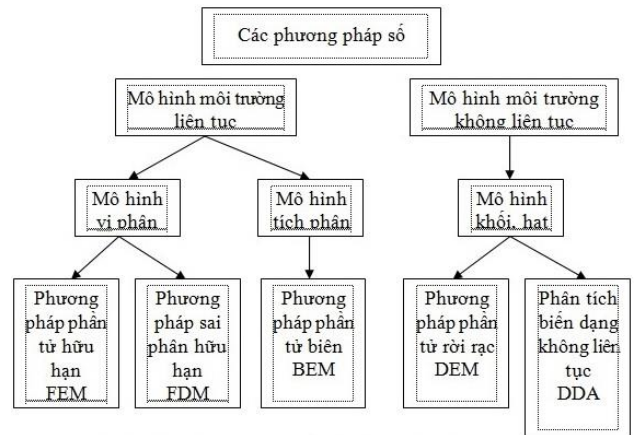 Các phương pháp số
Mô hình môi trường
liên tục
Mô hình môi trường
không liên tục
Mô hình
vi phân
Mô hình
tích phân
Mô hình
khối, hạt
Phương
pháp phần
tử hữu
hạn
FEM
Phương
pháp sai
phân hữu
hạn
FDM
Phương
pháp phần
tử biên
BEM
Phương
pháp phần
tử rời rạc
DEM
Phân tích
biến dạng
không liên
tục
DDA